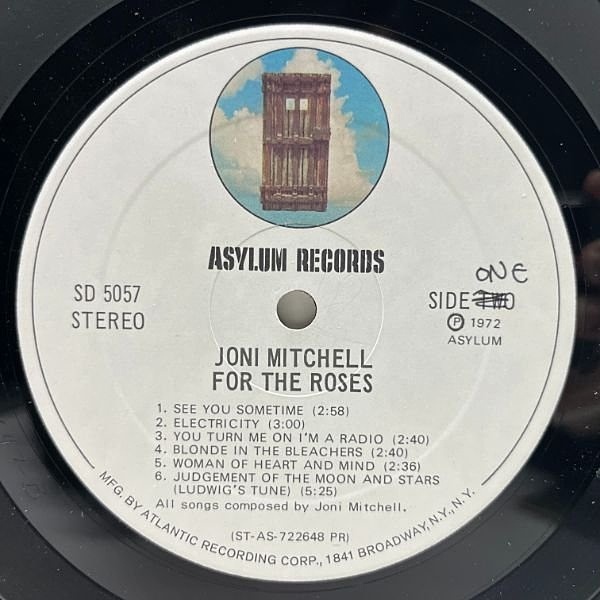 ASYLUM RECORDS
SD 5057
STEREO
ONE
SIDE TWO
Ⓟ 1972
ASYLUM
JONI MITCHELL
FOR THE ROSES
1. SEE YOU SOMETIME (2:58)
2. ELECTRICITY (3:00)
3. YOU TURN ME ON I'M A RADIO (2:40)
4. BLONDE IN THE BLEACHERS (2:40)
5. WOMAN OF HEART AND MIND (2:36)
6. JUDGEMENT OF THE MOON AND STARS
(LUDWIG'S TUNE) (5:25)
All songs composed by Joni Mitchell.
(ST-AS-722648 PR)
MFG. BY ATLANTIC RECORDING CORP., 1841 BROADWAY, N.Y., N.Y.